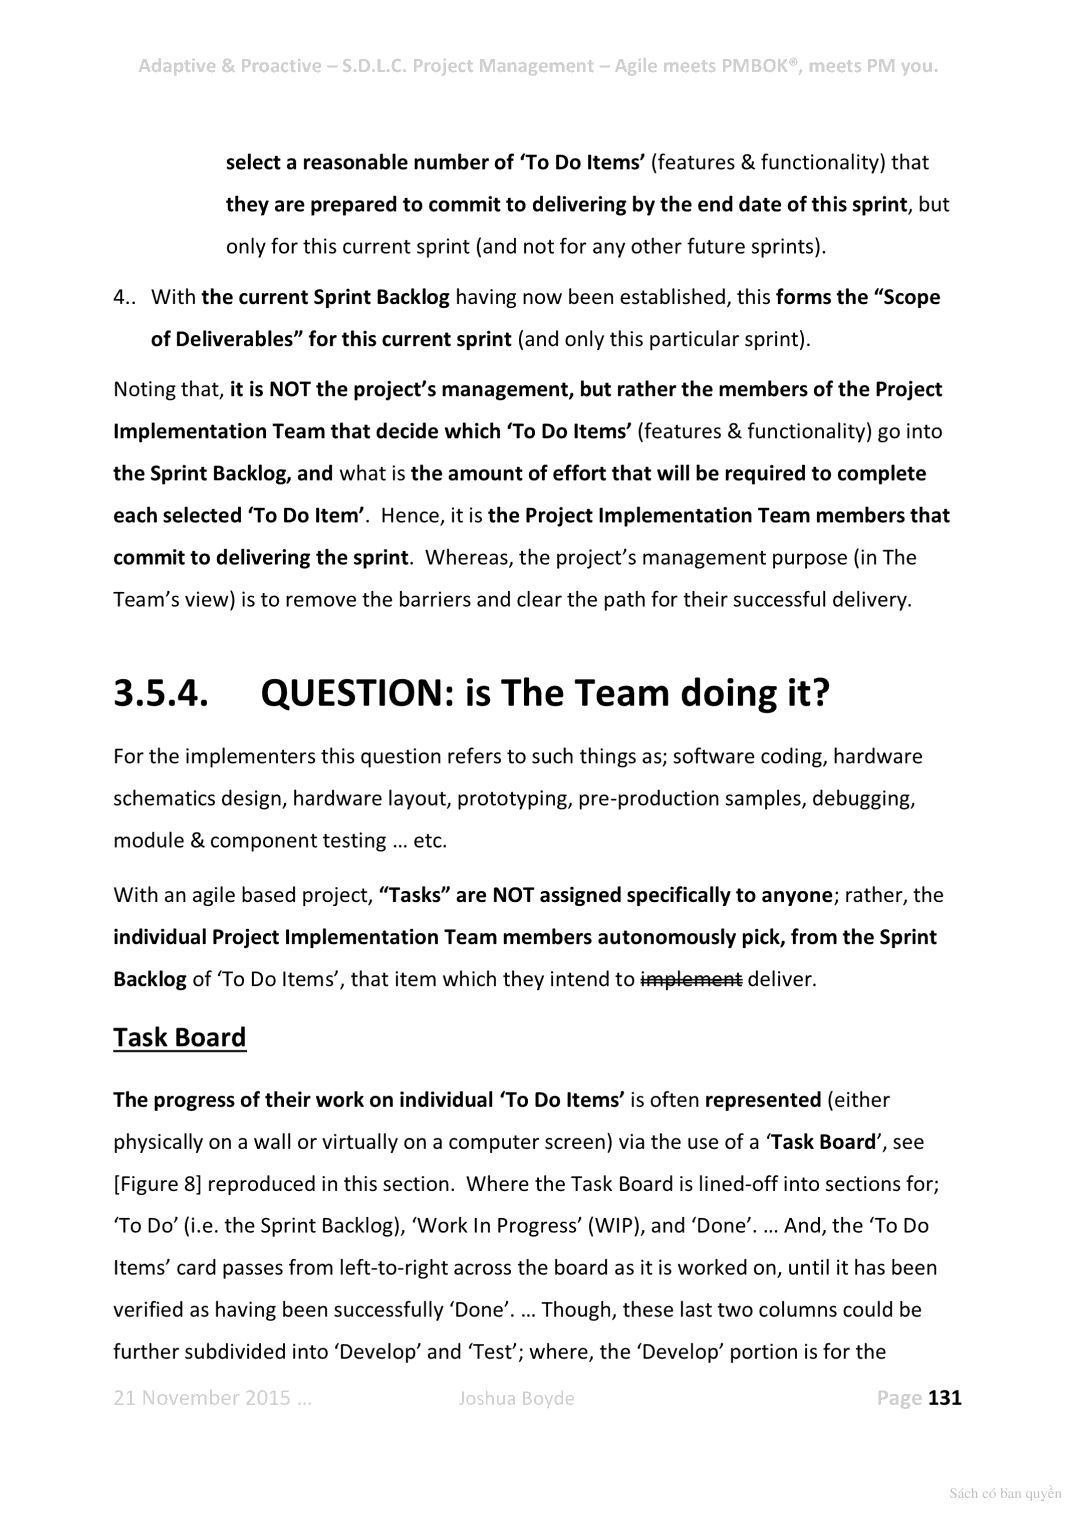 Adaptive & Proactive – S.D.L.C. Project Management – Agile meets PMBOK®, meets PM you.
select a reasonable number of ‘To Do Items’ (features & functionality) that
they are prepared to commit to delivering by the end date of this sprint, but
only for this current sprint (and not for any other future sprints).
4.. With the current Sprint Backlog having now been established, this forms the “Scope
of Deliverables” for this current sprint (and only this particular sprint).
Noting that, it is NOT the project’s management, but rather the members of the Project
Implementation Team that decide which ‘To Do Items’ (features & functionality) go into
the Sprint Backlog, and what is the amount of effort that will be required to complete
each selected ‘To Do Item’. Hence, it is the Project Implementation Team members that
commit to delivering the sprint. Whereas, the project’s management purpose (in The
Team’s view) is to remove the barriers and clear the path for their successful delivery.
3.5.4. QUESTION: is The Team doing it?
For the implementers this question refers to such things as; software coding, hardware
schematics design, hardware layout, prototyping, pre-production samples, debugging,
module & component testing … etc.
With an agile based project, “Tasks” are NOT assigned specifically to anyone; rather, the
individual Project Implementation Team members autonomously pick, from the Sprint
Backlog of ‘To Do Items’, that item which they intend to implement deliver.
Task Board
The progress of their work on individual ‘To Do Items’ is often represented (either
physically on a wall or virtually on a computer screen) via the use of a ‘Task Board’, see
[Figure 8] reproduced in this section. Where the Task Board is lined-off into sections for;
‘To Do’ (i.e. the Sprint Backlog), ‘Work In Progress’ (WIP), and ‘Done’. … And, the ‘To Do
Items’ card passes from left-to-right across the board as it is worked on, until it has been
verified as having been successfully ‘Done’. … Though, these last two columns could be
further subdivided into ‘Develop’ and ‘Test’; where, the ‘Develop’ portion is for the
21 November 2015 … Joshua Boyde Page 131
Sách có bản quyền